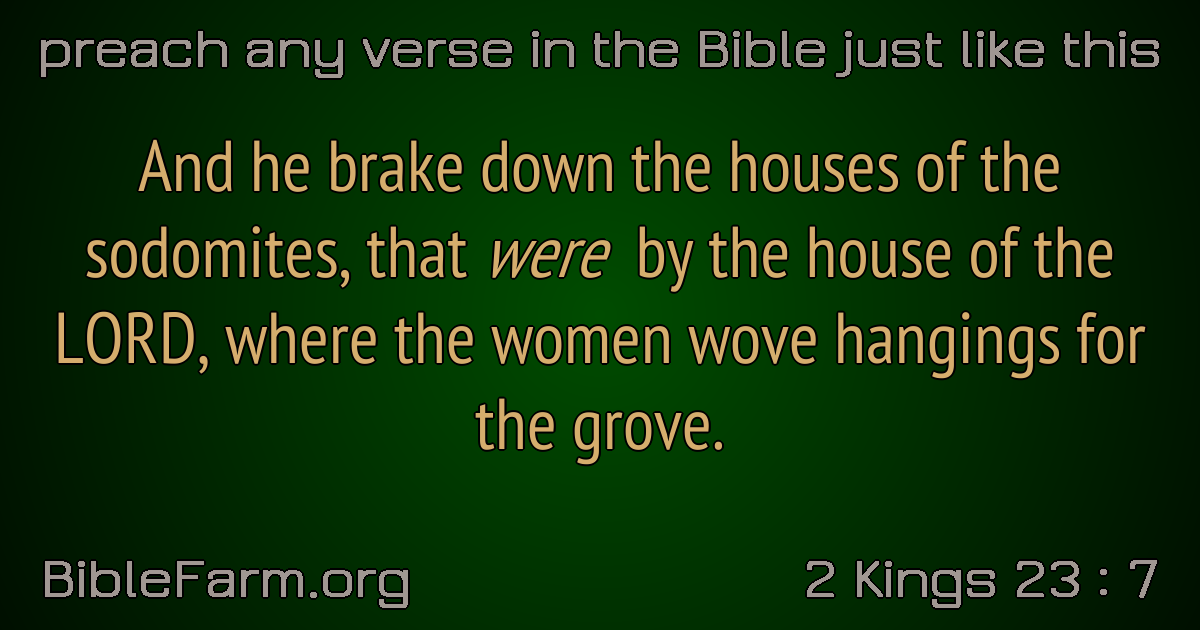 preach any verse in the Bible just like this
And he brake down the houses of the
sodomites, that were by the house of the
LORD, where the women wove hangings for
the grove.
BibleFarm.org
2 Kings 23 : 7